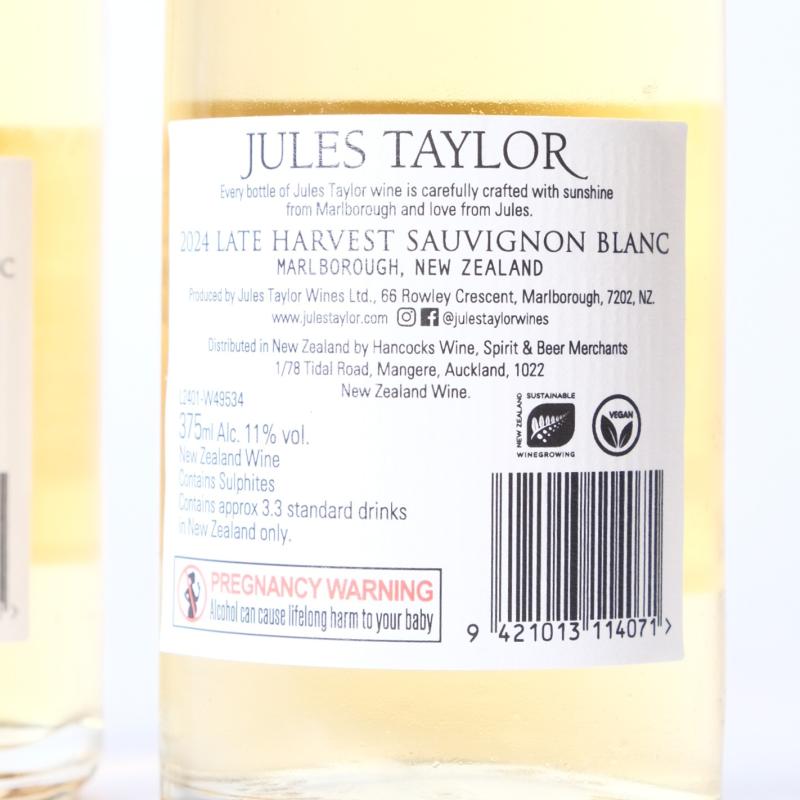 JULES TAYLOR
Every bottle of Jules Taylor wine is carefully crafted with sunshine
from Marlborough and love from Jules.
2024 LATE HARVEST SAUVIGNON BLANC
MARLBOROUGH, NEW ZEALAND
Produced by Jules Taylor Wines Ltd., 66 Rowley Crescent, Marlborough, 7202, NZ.
www.julestaylor.com @julestaylorwines
Distributed in New Zealand by Hancocks Wine, Spirit & Beer Merchants
1/78 Tidal Road, Mangere, Auckland, 1022
New Zealand Wine.
L2401-W49534
375ml Alc. 11% vol.
New Zealand Wine
Contains Sulphites
Contains approx 3.3 standard drinks
in New Zealand only.
NEW ZEALAND
SUSTAINABLE
WINEGROWING
VEGAN
PREGNANCY WARNING
Alcohol can cause lifelong harm to your baby
9 421013 114071 >
C